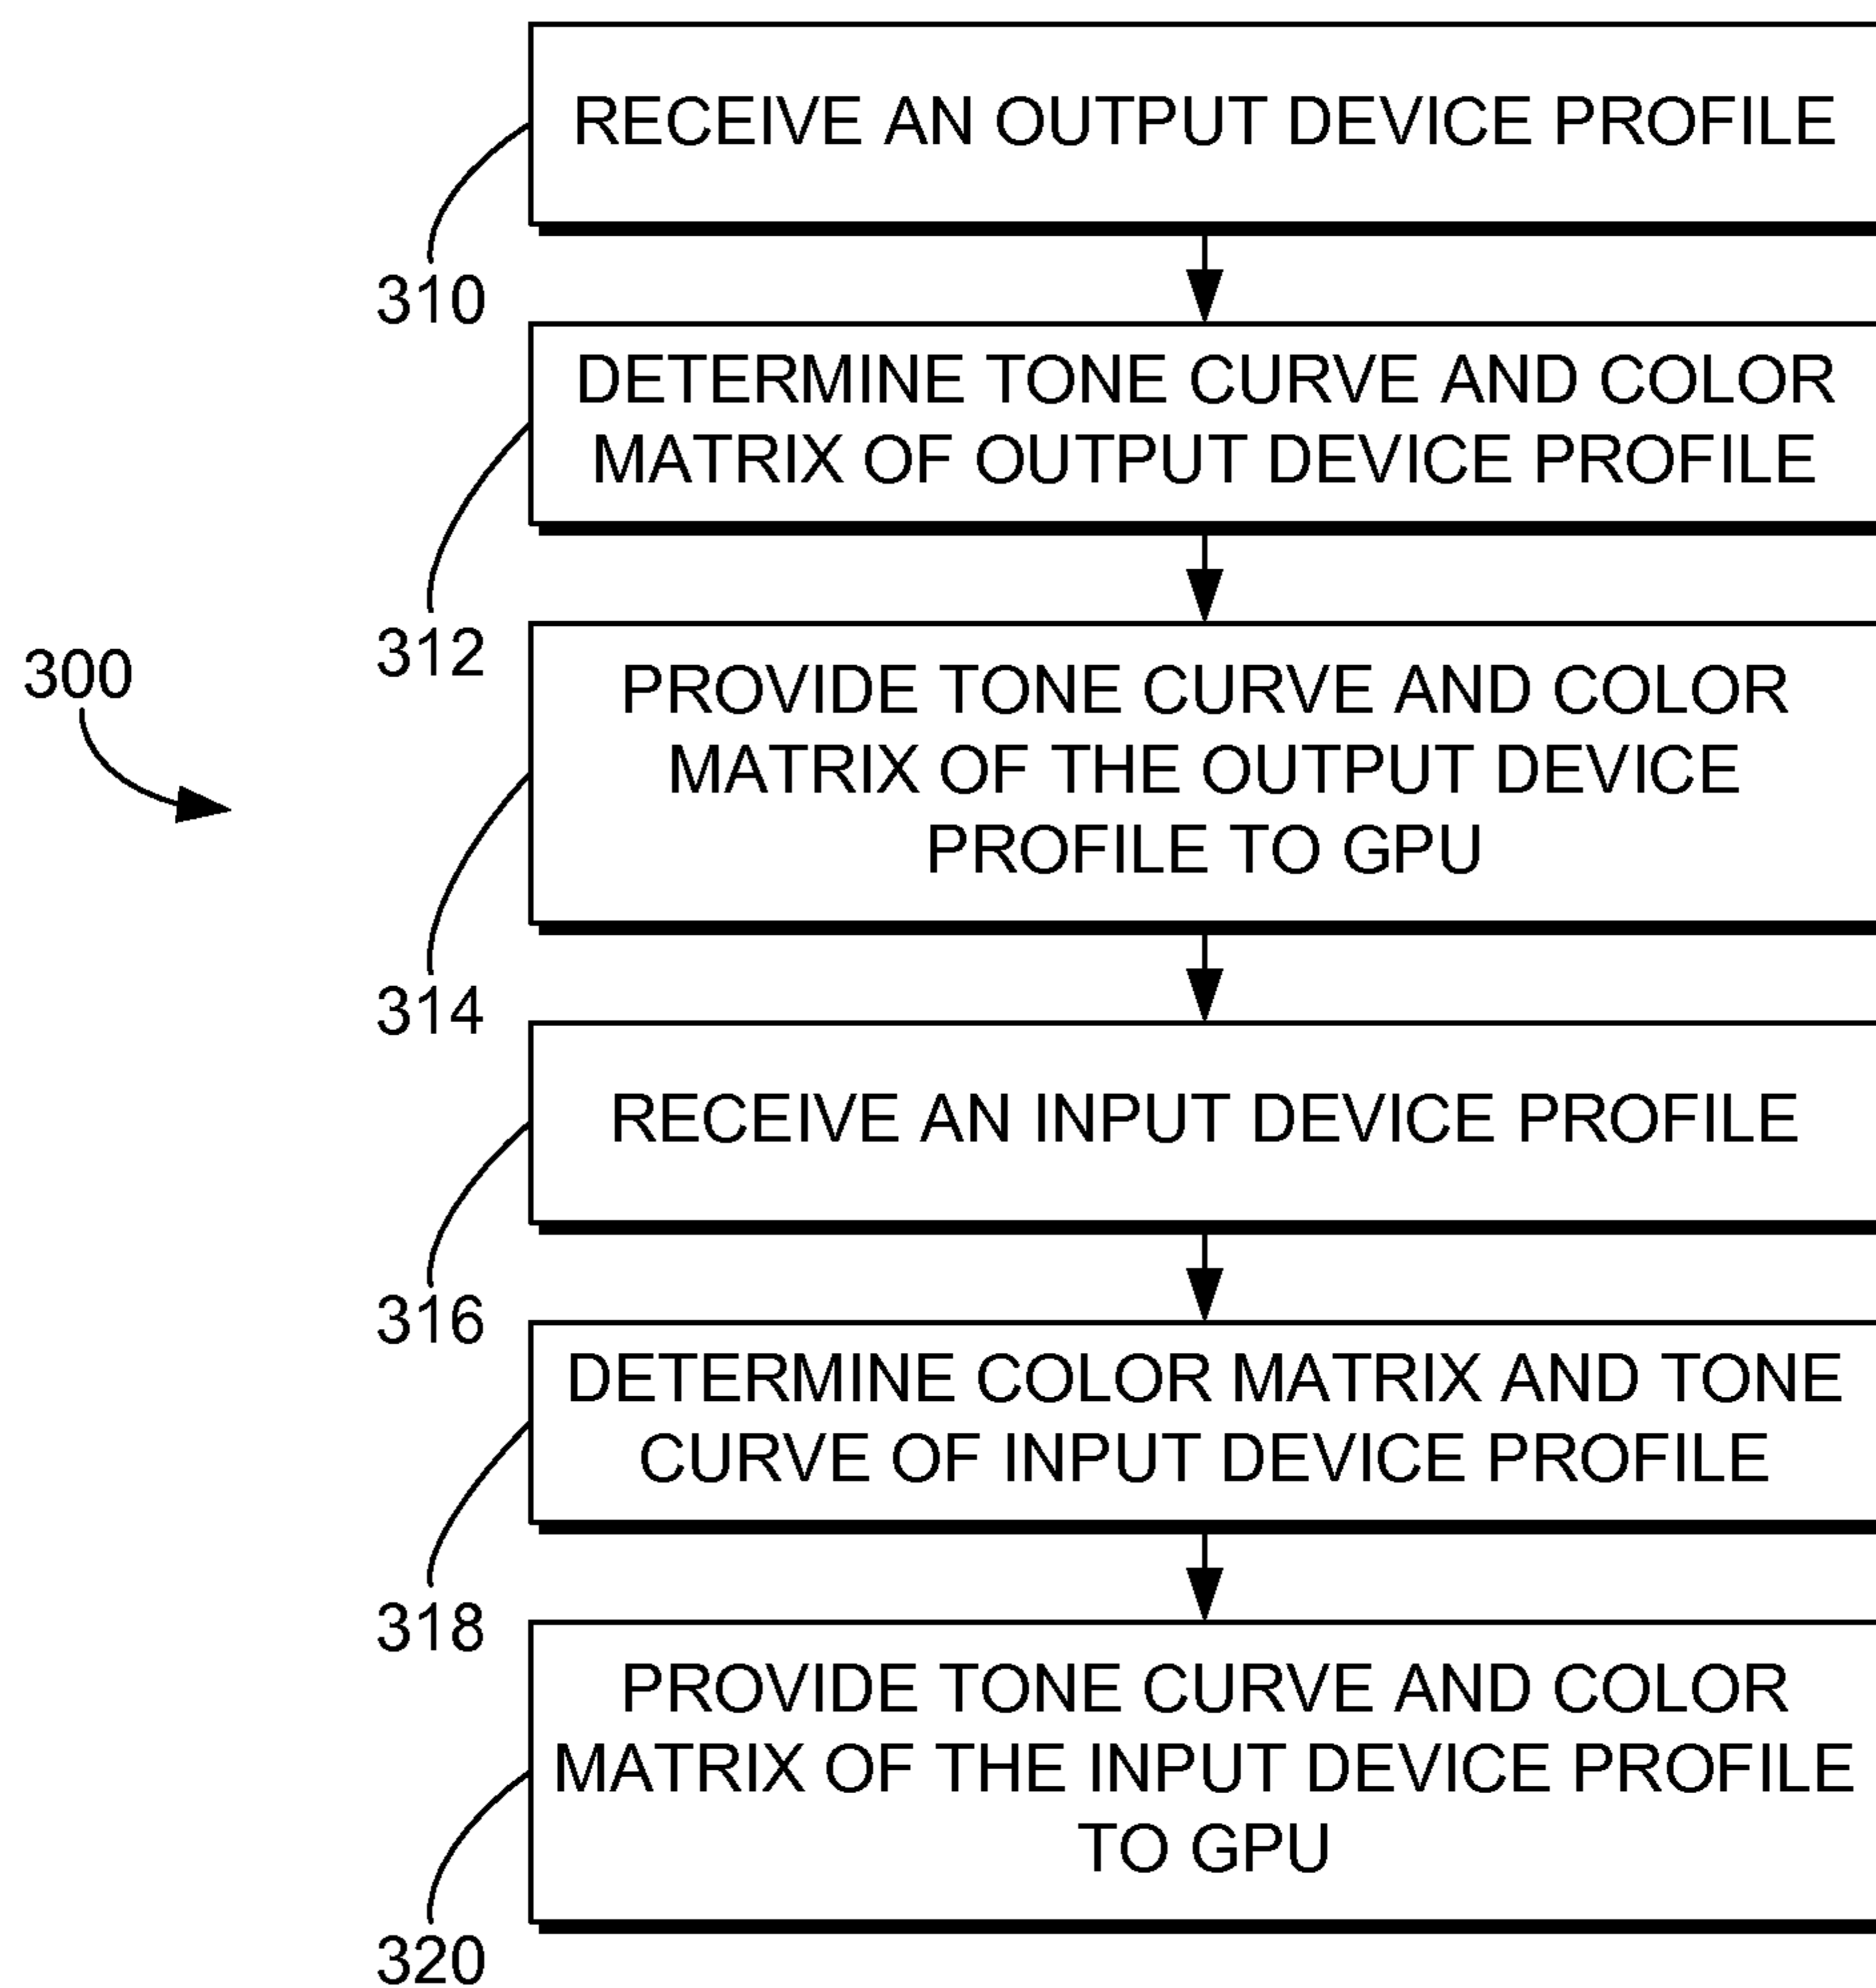 RECEIVE AN OUTPUT DEVICE PROFILE
310
DETERMINE TONE CURVE AND COLOR
MATRIX OF OUTPUT DEVICE PROFILE
312
300
PROVIDE TONE CURVE AND COLOR
MATRIX OF THE OUTPUT DEVICE
PROFILE TO GPU
314
RECEIVE AN INPUT DEVICE PROFILE
316
DETERMINE COLOR MATRIX AND TONE
CURVE OF INPUT DEVICE PROFILE
318
PROVIDE TONE CURVE AND COLOR
MATRIX OF THE INPUT DEVICE PROFILE
TO GPU
320